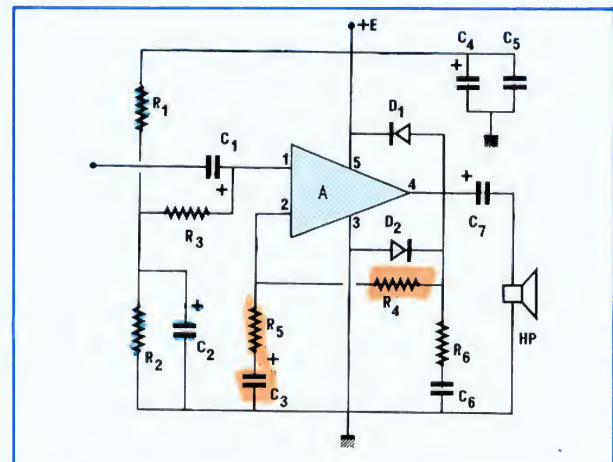 +E
C4
C5
+
R1
D1
C1
1
5
+
A
4
+
2
3
C7
R3
D2
R4
+
R5
HP
R2
C2
+
R6
C3
C6